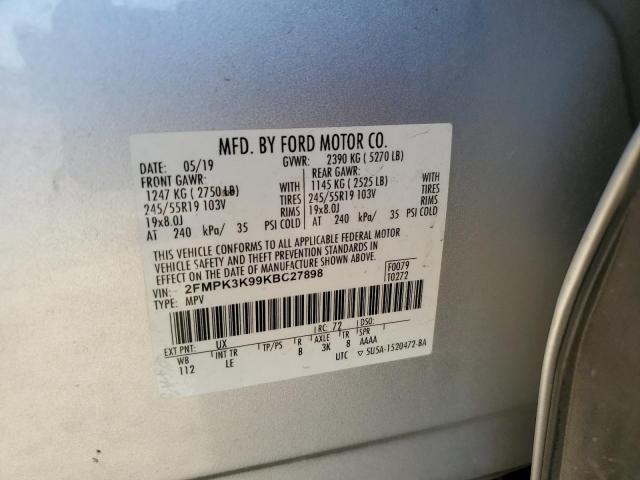 MFD. BY FORD MOTOR CO.
DATE: 05/19 GVWR: 2390 KG ( 5270 LB)
FRONT GAWR: REAR GAWR:
1247 KG ( 2750 LB) WITH 1145 KG ( 2525 LB) WITH
245/55R19 103V TIRES 245/55R19 103V TIRES
19x8.0J RIMS 19x8.0J RIMS
AT 240 kPa/ 35 PSI COLD AT 240 kPa/ 35 PSI COLD
THIS VEHICLE CONFORMS TO ALL APPLICABLE FEDERAL MOTOR
VEHICLE SAFETY AND THEFT PREVENTION STANDARDS IN
EFFECT ON THE DATE OF MANUFACTURE SHOWN ABOVE.
VIN: 2FMPK3K99KBC27898 F0079
TYPE: MPV T0272
EXT PNT: UX RC: 72 DSO:
WB INT TR TP/PS R AXLE TR SPR
112 LE B 3K 8 AAAA
UTC ▽ SU5A-1520472-BA